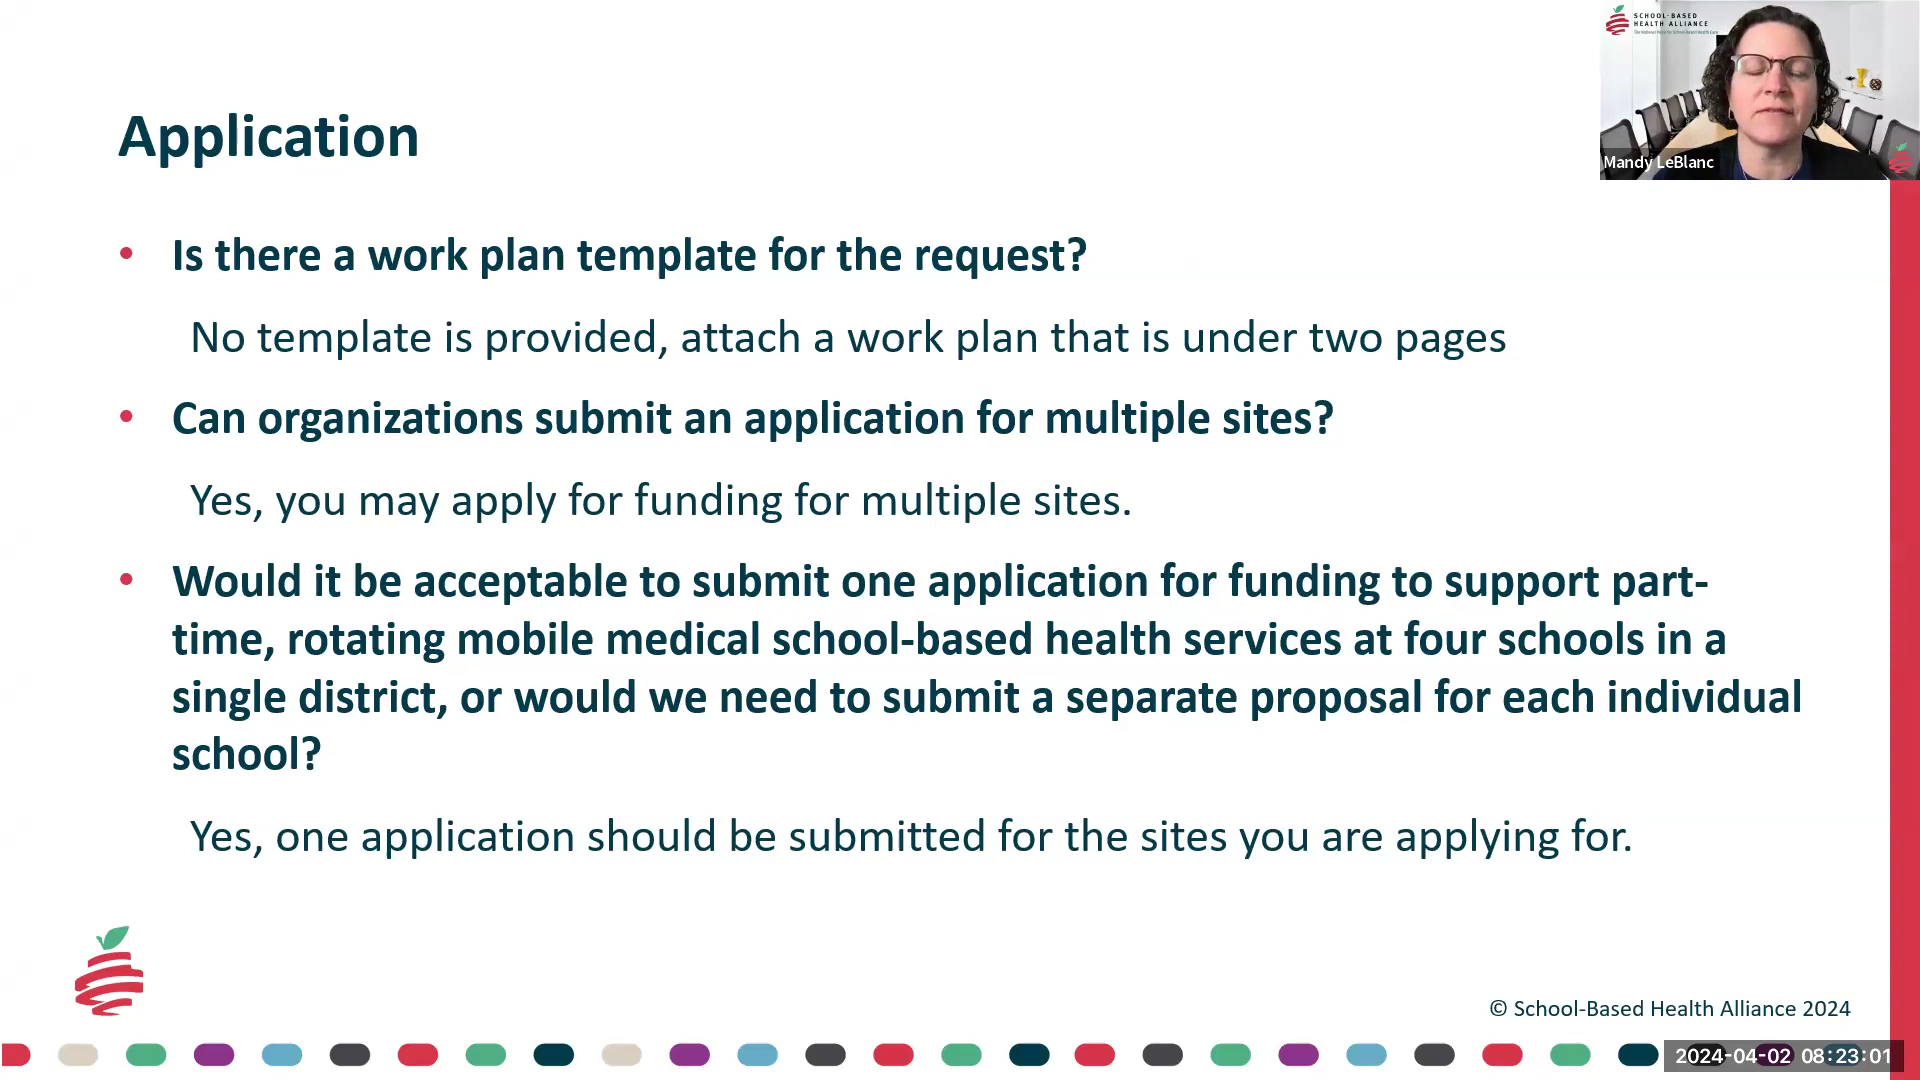 SCHOOL-BASED
HEALTH ALLIANCE
Mandy LeBlanc
Application
• Is there a work plan template for the request?
No template is provided, attach a work plan that is under two pages
• Can organizations submit an application for multiple sites?
Yes, you may apply for funding for multiple sites.
• Would it be acceptable to submit one application for funding to support part-
time, rotating mobile medical school-based health services at four schools in a
single district, or would we need to submit a separate proposal for each individual
school?
Yes, one application should be submitted for the sites you are applying for.
© School-Based Health Alliance 2024
2024-04-02 08:23:01